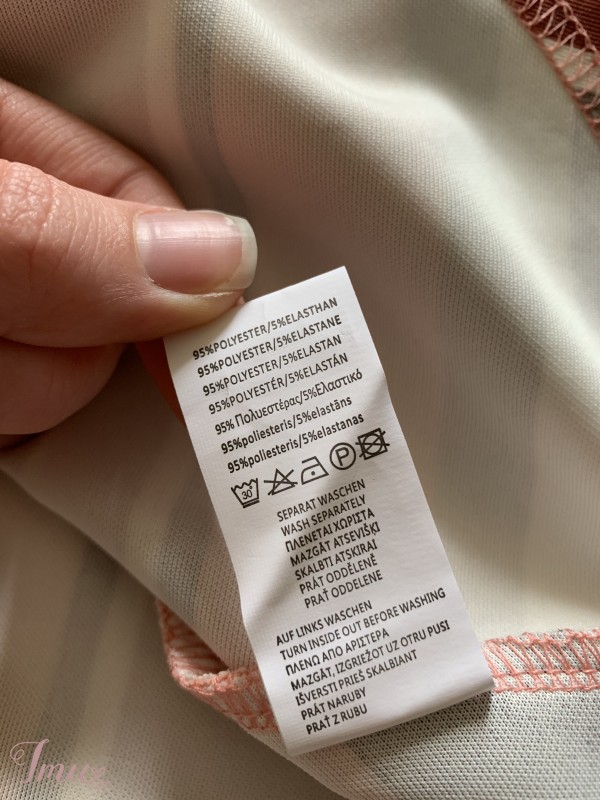 95%POLYESTER/5%ELASTHAN
95%POLYESTER/5%ELASTANE
95%POLYESTER/5%ELASTAN
95%POLYESTÉR/5%ELASTÁN
95% Πολυεστέρας/5%Ελαστικό
95%poliesteris/5%elastāns
95%poliesteris/5%elastanas
30° P
SEPARAT WASCHEN
WASH SEPARATELY
ΠΛΕΝΕΤΑΙ ΧΩΡΙΣΤΑ
MAZGĀT ATSEVIŠĶI
SKALBTI ATSKIRAI
PRÁT ODDĚLENĚ
PRAŤ ODDELENE
AUF LINKS WASCHEN
TURN INSIDE OUT BEFORE WASHING
ΠΛΕΝΩ ΑΠΟ ΑΡΙΣΤΕΡΑ
MAZGĀT, IZGRIEŽOT UZ OTRU PUSI
IŠVERSTI PRIEŠ SKALBIANT
PRÁT NARUBY
PRAŤ Z RUBU